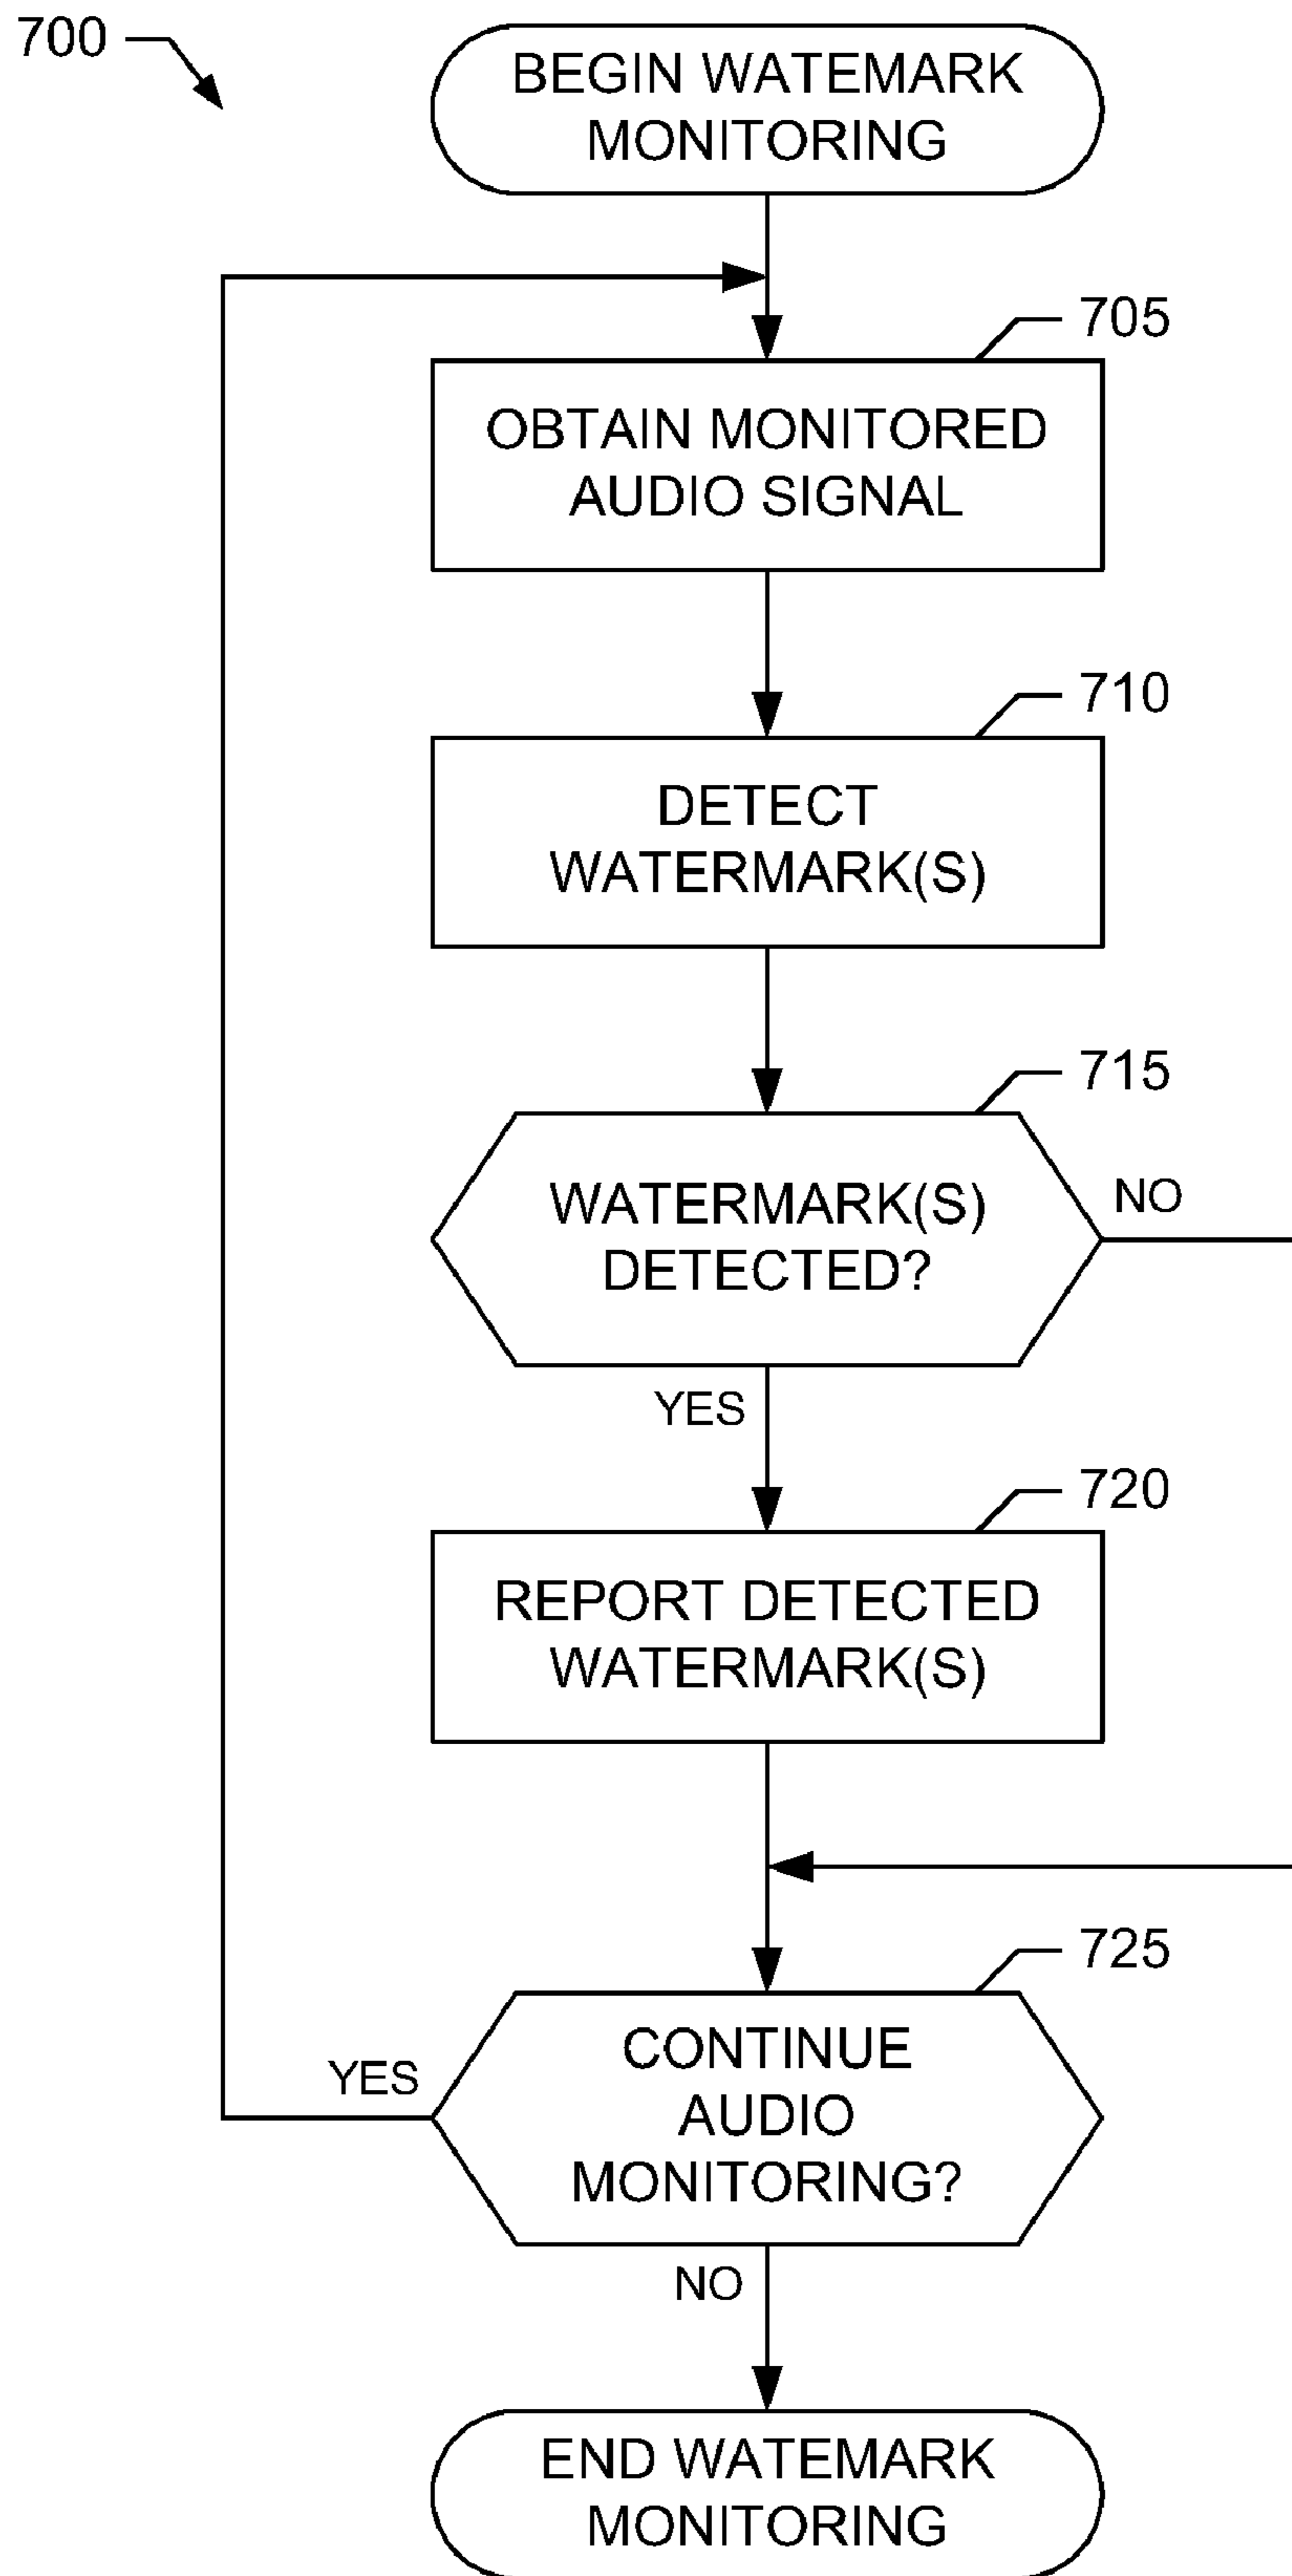 700
BEGIN WATEMARK
MONITORING
705
OBTAIN MONITORED
AUDIO SIGNAL
710
DETECT
WATERMARK(S)
715
WATERMARK(S)
DETECTED?
NO
YES
720
REPORT DETECTED
WATERMARK(S)
725
CONTINUE
AUDIO
MONITORING?
YES
NO
END WATEMARK
MONITORING